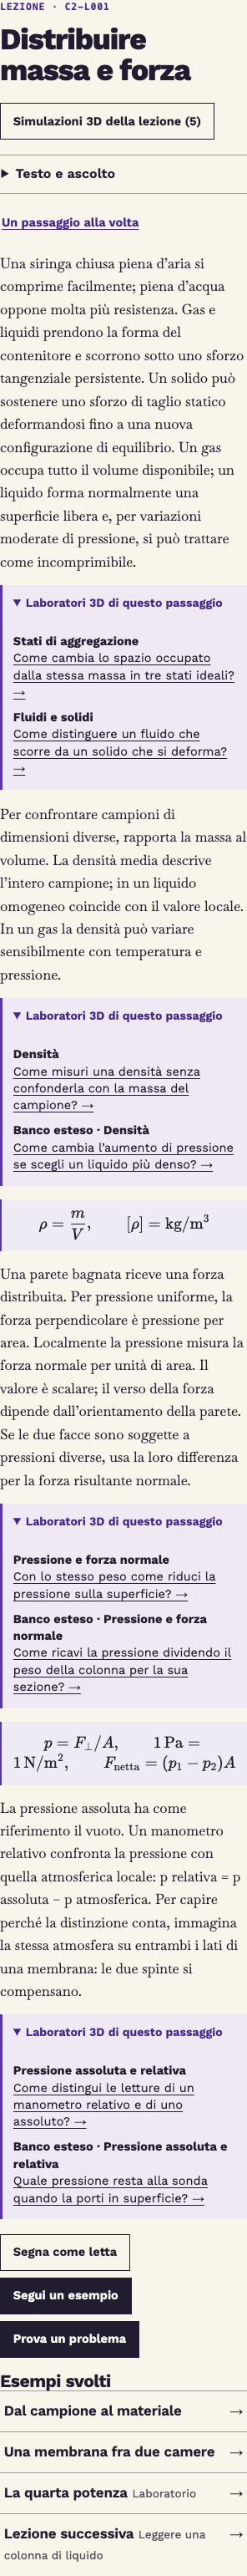 LEZIONE · C2–L001
Distribuire
massa e forza
Simulazioni 3D della lezione (5)
▶ Testo e ascolto
Un passaggio alla volta
Una siringa chiusa piena d’aria si
comprime facilmente; piena d’acqua
oppone molta più resistenza. Gas e
liquidi prendono la forma del
contenitore e scorrono sotto uno sforzo
tangenziale persistente. Un solido può
sostenere uno sforzo di taglio statico
deformandosi fino a una nuova
configurazione di equilibrio. Un gas
occupa tutto il volume disponibile; un
liquido forma normalmente una
superficie libera e, per variazioni
moderate di pressione, si può trattare
come incomprimibile.
▼ Laboratori 3D di questo passaggio
Stati di aggregazione
Come cambia lo spazio occupato
dalla stessa massa in tre stati ideali?
→
Fluidi e solidi
Come distinguere un fluido che
scorre da un solido che si deforma?
→
Per confrontare campioni di
dimensioni diverse, rapporta la massa al
volume. La densità media descrive
l’intero campione; in un liquido
omogeneo coincide con il valore locale.
In un gas la densità può variare
sensibilmente con temperatura e
pressione.
▼ Laboratori 3D di questo passaggio
Densità
Come misuri una densità senza
confonderla con la massa del
campione? →
Banco esteso · Densità
Come cambia l’aumento di pressione
se scegli un liquido più denso? →
ρ = m/V, [ρ] = kg/m³
Una parete bagnata riceve una forza
distribuita. Per pressione uniforme, la
forza perpendicolare è pressione per
area. Localmente la pressione misura la
forza normale per unità di area. Il
valore è scalare; il verso della forza
dipende dall’orientamento della parete.
Se le due facce sono soggette a
pressioni diverse, usa la loro differenza
per la forza risultante normale.
▼ Laboratori 3D di questo passaggio
Pressione e forza normale
Con lo stesso peso come riduci la
pressione sulla superficie? →
Banco esteso · Pressione e forza
normale
Come ricavi la pressione dividendo il
peso della colonna per la sua
sezione? →
p = F⊥/A, 1 Pa =
1 N/m², Fnetta = (p₁ − p₂)A
La pressione assoluta ha come
riferimento il vuoto. Un manometro
relativo confronta la pressione con
quella atmosferica locale: p relativa = p
assoluta − p atmosferica. Per capire
perché la distinzione conta, immagina
la stessa atmosfera su entrambi i lati di
una membrana: le due spinte si
compensano.
▼ Laboratori 3D di questo passaggio
Pressione assoluta e relativa
Come distingui le letture di un
manometro relativo e di uno
assoluto? →
Banco esteso · Pressione assoluta e
relativa
Quale pressione resta alla sonda
quando la porti in superficie? →
Segna come letta
Segui un esempio
Prova un problema
Esempi svolti
Dal campione al materiale →
Una membrana fra due camere →
La quarta potenza Laboratorio →
Lezione successiva Leggere una →
colonna di liquido